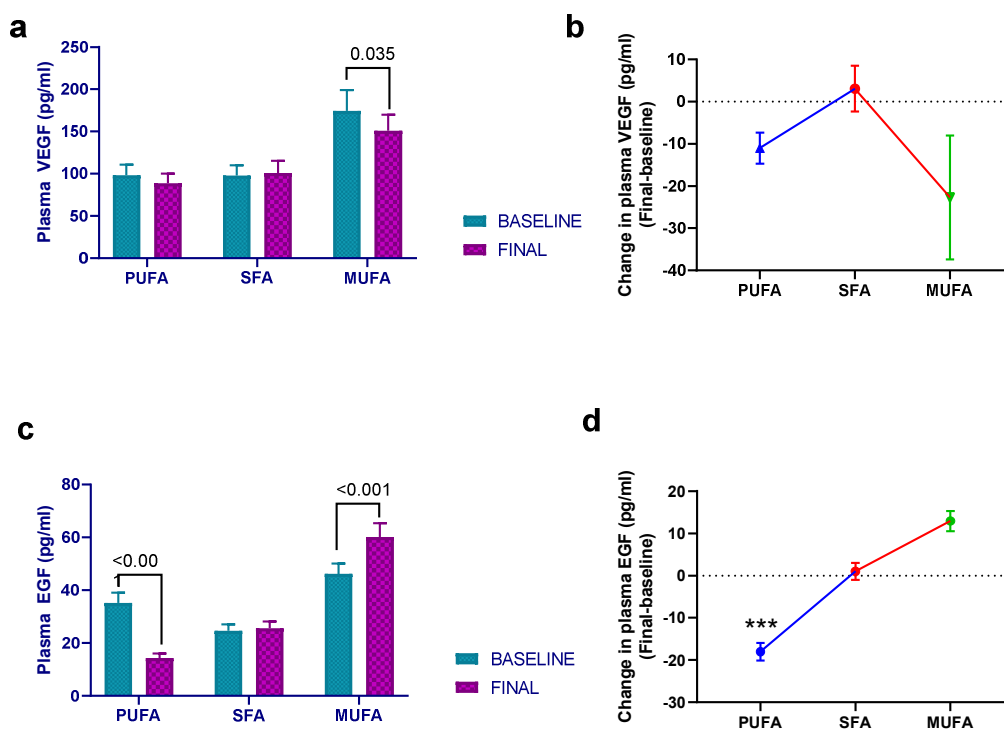 a
250
200
150
100
50
0
Plasma VEGF (pg/ml)
0.035
PUFA SFA MUFA
BASELINE
FINAL
b
10
0
-10
-20
-30
-40
Change in plasma VEGF (pg/ml)
(Final-baseline)
PUFA SFA MUFA
c
80
60
40
20
0
Plasma EGF (pg/ml)
<0.00
<0.001
PUFA SFA MUFA
BASELINE
FINAL
d
20
10
0
-10
-20
-30
Change in plasma EGF (pg/ml)
(Final-baseline)
***
PUFA SFA MUFA